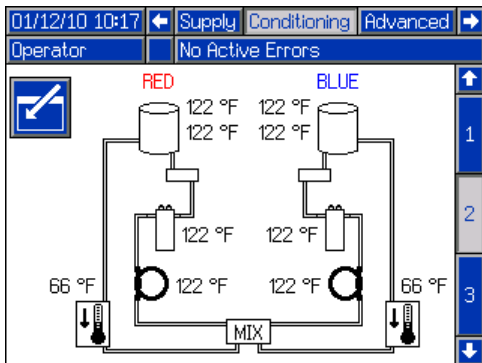 01/12/10 10:17 Supply Conditioning Advanced
Operator No Active Errors
RED BLUE
122 °F 122 °F
122 °F 122 °F
1
2
122 °F 122 °F
66 °F 122 °F 122 °F 66 °F
3
MIX